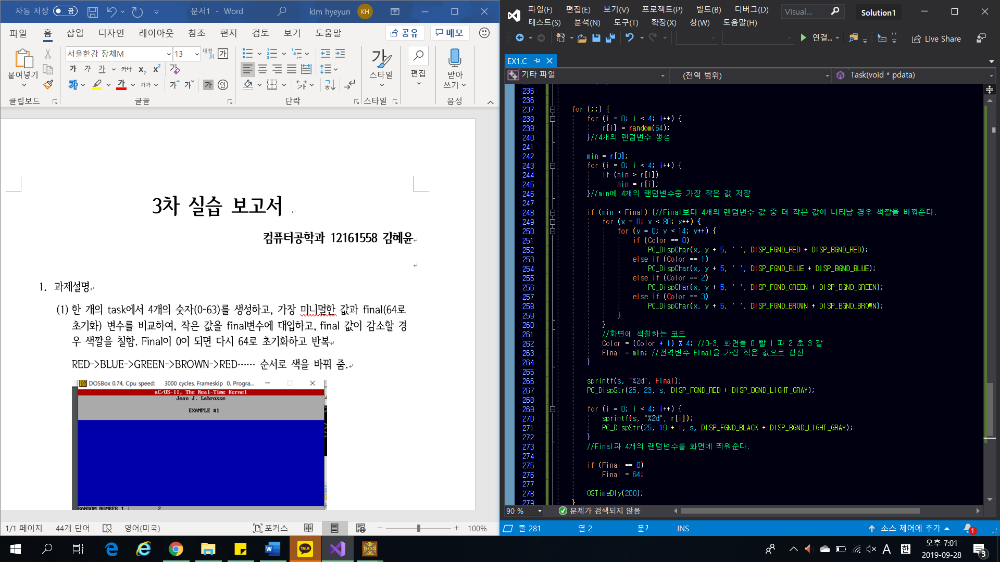 자동 저장 끔 문서1 - Word kim hyeyun KH
파일 홈 삽입 디자인 레이아웃 참조 편지 검토 보기 도움말 공유 메모
서울한강 장체M 13 내천 가
붙여넣기 가 가 가 가나 x₂ x² 가
가 가 가 가가 가 가 가 인
스타일 편집 받아쓰기
클립보드 글꼴 단락 스타일 음성
3차 실습 보고서
컴퓨터공학과 12161558 김혜윤
1. 과제설명
(1) 한 개의 task에서 4개의 숫자(0-63)를 생성하고, 가장 미니멀한 값과 final(64로
초기화) 변수를 비교하여, 작은 값을 final변수에 대입하고, final 값이 감소할 경
우 색깔을 칠함. Final이 0이 되면 다시 64로 초기화하고 반복
RED->BLUE->GREEN->BROWN->RED…… 순서로 색을 바꿔 줌.
DOSBox 0.74, Cpu speed: 3000 cycles, Frameskip 0, Progra...
uC/OS-II, The Real-Time Kernel
Jean J. Labrosse
EXAMPLE #1
RANDOM NUMBER 1 : 2
1/1 페이지 44개 단어 영어(미국) 포커스 100%
파일(F) 편집(E) 보기(V) 프로젝트(P) 빌드(B) 디버그(D) Visual... Solution1
테스트(S) 분석(N) 도구(T) 확장(X) 창(W) 도움말(H)
연결... Live Share
EX1.C
기타 파일 (전역 범위) Task(void * pdata)
235
236
237 for (;;) {
238 for (i = 0; i < 4; i++) {
239 r[i] = random(64);
240 }//4개의 랜덤변수 생성
241
242 min = r[0];
243 for (i = 0; i < 4; i++) {
244 if (min > r[i])
245 min = r[i];
246 }//min에 4개의 랜덤변수중 가장 작은 값 저장
247
248 if (min < Final) {//Final보다 4개의 랜덤변수 값 중 더 작은 값이 나타날 경우 색깔을 바꿔준다.
249 for (x = 0; x < 80; x++) {
250 for (y = 0; y < 14; y++) {
251 if (Color == 0)
252 PC_DispChar(x, y + 5, ' ', DISP_FGND_RED + DISP_BGND_RED);
253 else if (Color == 1)
254 PC_DispChar(x, y + 5, ' ', DISP_FGND_BLUE + DISP_BGND_BLUE);
255 else if (Color == 2)
256 PC_DispChar(x, y + 5, ' ', DISP_FGND_GREEN + DISP_BGND_GREEN);
257 else if (Color == 3)
258 PC_DispChar(x, y + 5, ' ', DISP_FGND_BROWN + DISP_BGND_BROWN);
259 }
260 }
261 //화면에 색칠하는 코드
262 Color = (Color + 1) % 4; //0-3, 화면을 0 빨 1 파 2 초 3 갈
263 Final = min; //전역변수 Final을 가장 작은 값으로 갱신
264 }
265
266 sprintf(s, "%2d", Final);
267 PC_DispStr(25, 23, s, DISP_FGND_RED + DISP_BGND_LIGHT_GRAY);
268
269 for (i = 0; i < 4; i++) {
270 sprintf(s, "%2d", r[i]);
271 PC_DispStr(25, 19 + i, s, DISP_FGND_BLACK + DISP_BGND_LIGHT_GRAY);
272 }
273 //Final과 4개의 랜덤변수를 화면에 띄워준다.
274
275 if (Final == 0)
276 Final = 64;
277
278 OSTimeDly(200);
279 }
90 % 문제가 검색되지 않음
줄 281 열 2 INS 소스 제어에 추가 1
TALK DOS BOX A 한 오후 7:01
2019-09-28 3